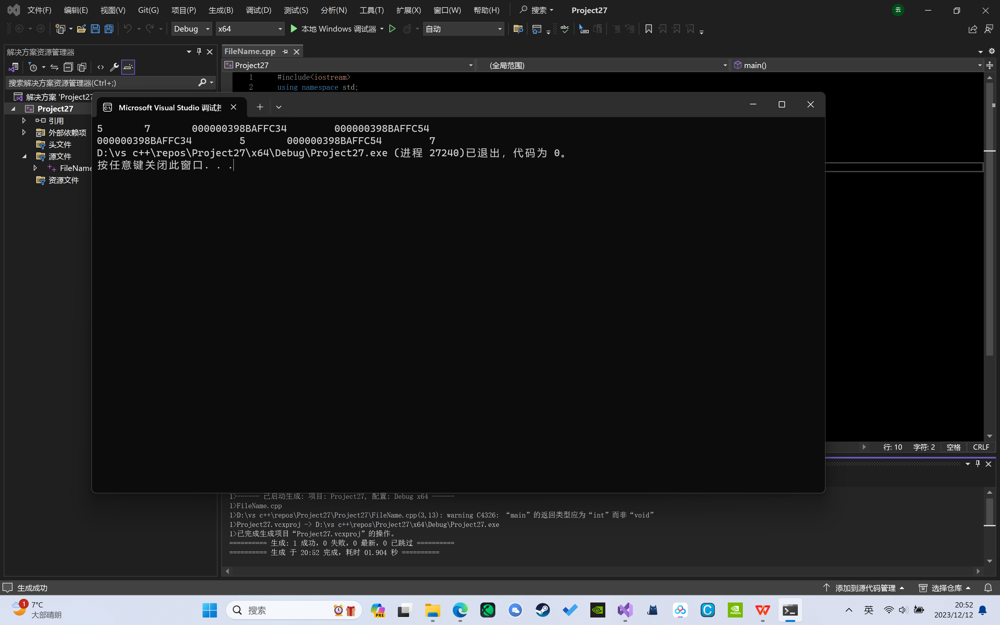 文件(F) 编辑(E) 视图(V) Git(G) 项目(P) 生成(B) 调试(D) 测试(S) 分析(N) 工具(T) 扩展(X) 窗口(W) 帮助(H) 搜索 Project27 云
Debug x64 本地 Windows 调试器 自动
解决方案资源管理器
FileName.cpp
Project27 (全局范围) main()
搜索解决方案资源管理器(Ctrl+;)
1 #include<iostream>
2 using namespace std;
解决方案 'Project27
Project27
引用
外部依赖项
头文件
源文件
FileName
资源文件
Microsoft Visual Studio 调试
5 7 000000398BAFFC34 000000398BAFFC54
000000398BAFFC34 5 000000398BAFFC54 7
D:\vs c++\repos\Project27\x64\Debug\Project27.exe (进程 27240)已退出，代码为 0。
按任意键关闭此窗口. . .
行: 10 字符: 2 空格 CRLF
1>------ 已启动生成: 项目: Project27, 配置: Debug x64 ------
1>FileName.cpp
1>D:\vs c++\repos\Project27\Project27\FileName.cpp(3,13): warning C4326: “main”的返回类型应为“int”而非“void”
1>Project27.vcxproj -> D:\vs c++\repos\Project27\x64\Debug\Project27.exe
1>已完成生成项目“Project27.vcxproj”的操作。
========== 生成: 1 成功，0 失败，0 最新，0 已跳过 ==========
========== 生成 于 20:52 完成，耗时 01.904 秒 ==========
生成成功 添加到源代码管理 选择仓库
1 7°C
大部晴朗
搜索
PRE
NVIDIA
英
20:52
2023/12/12